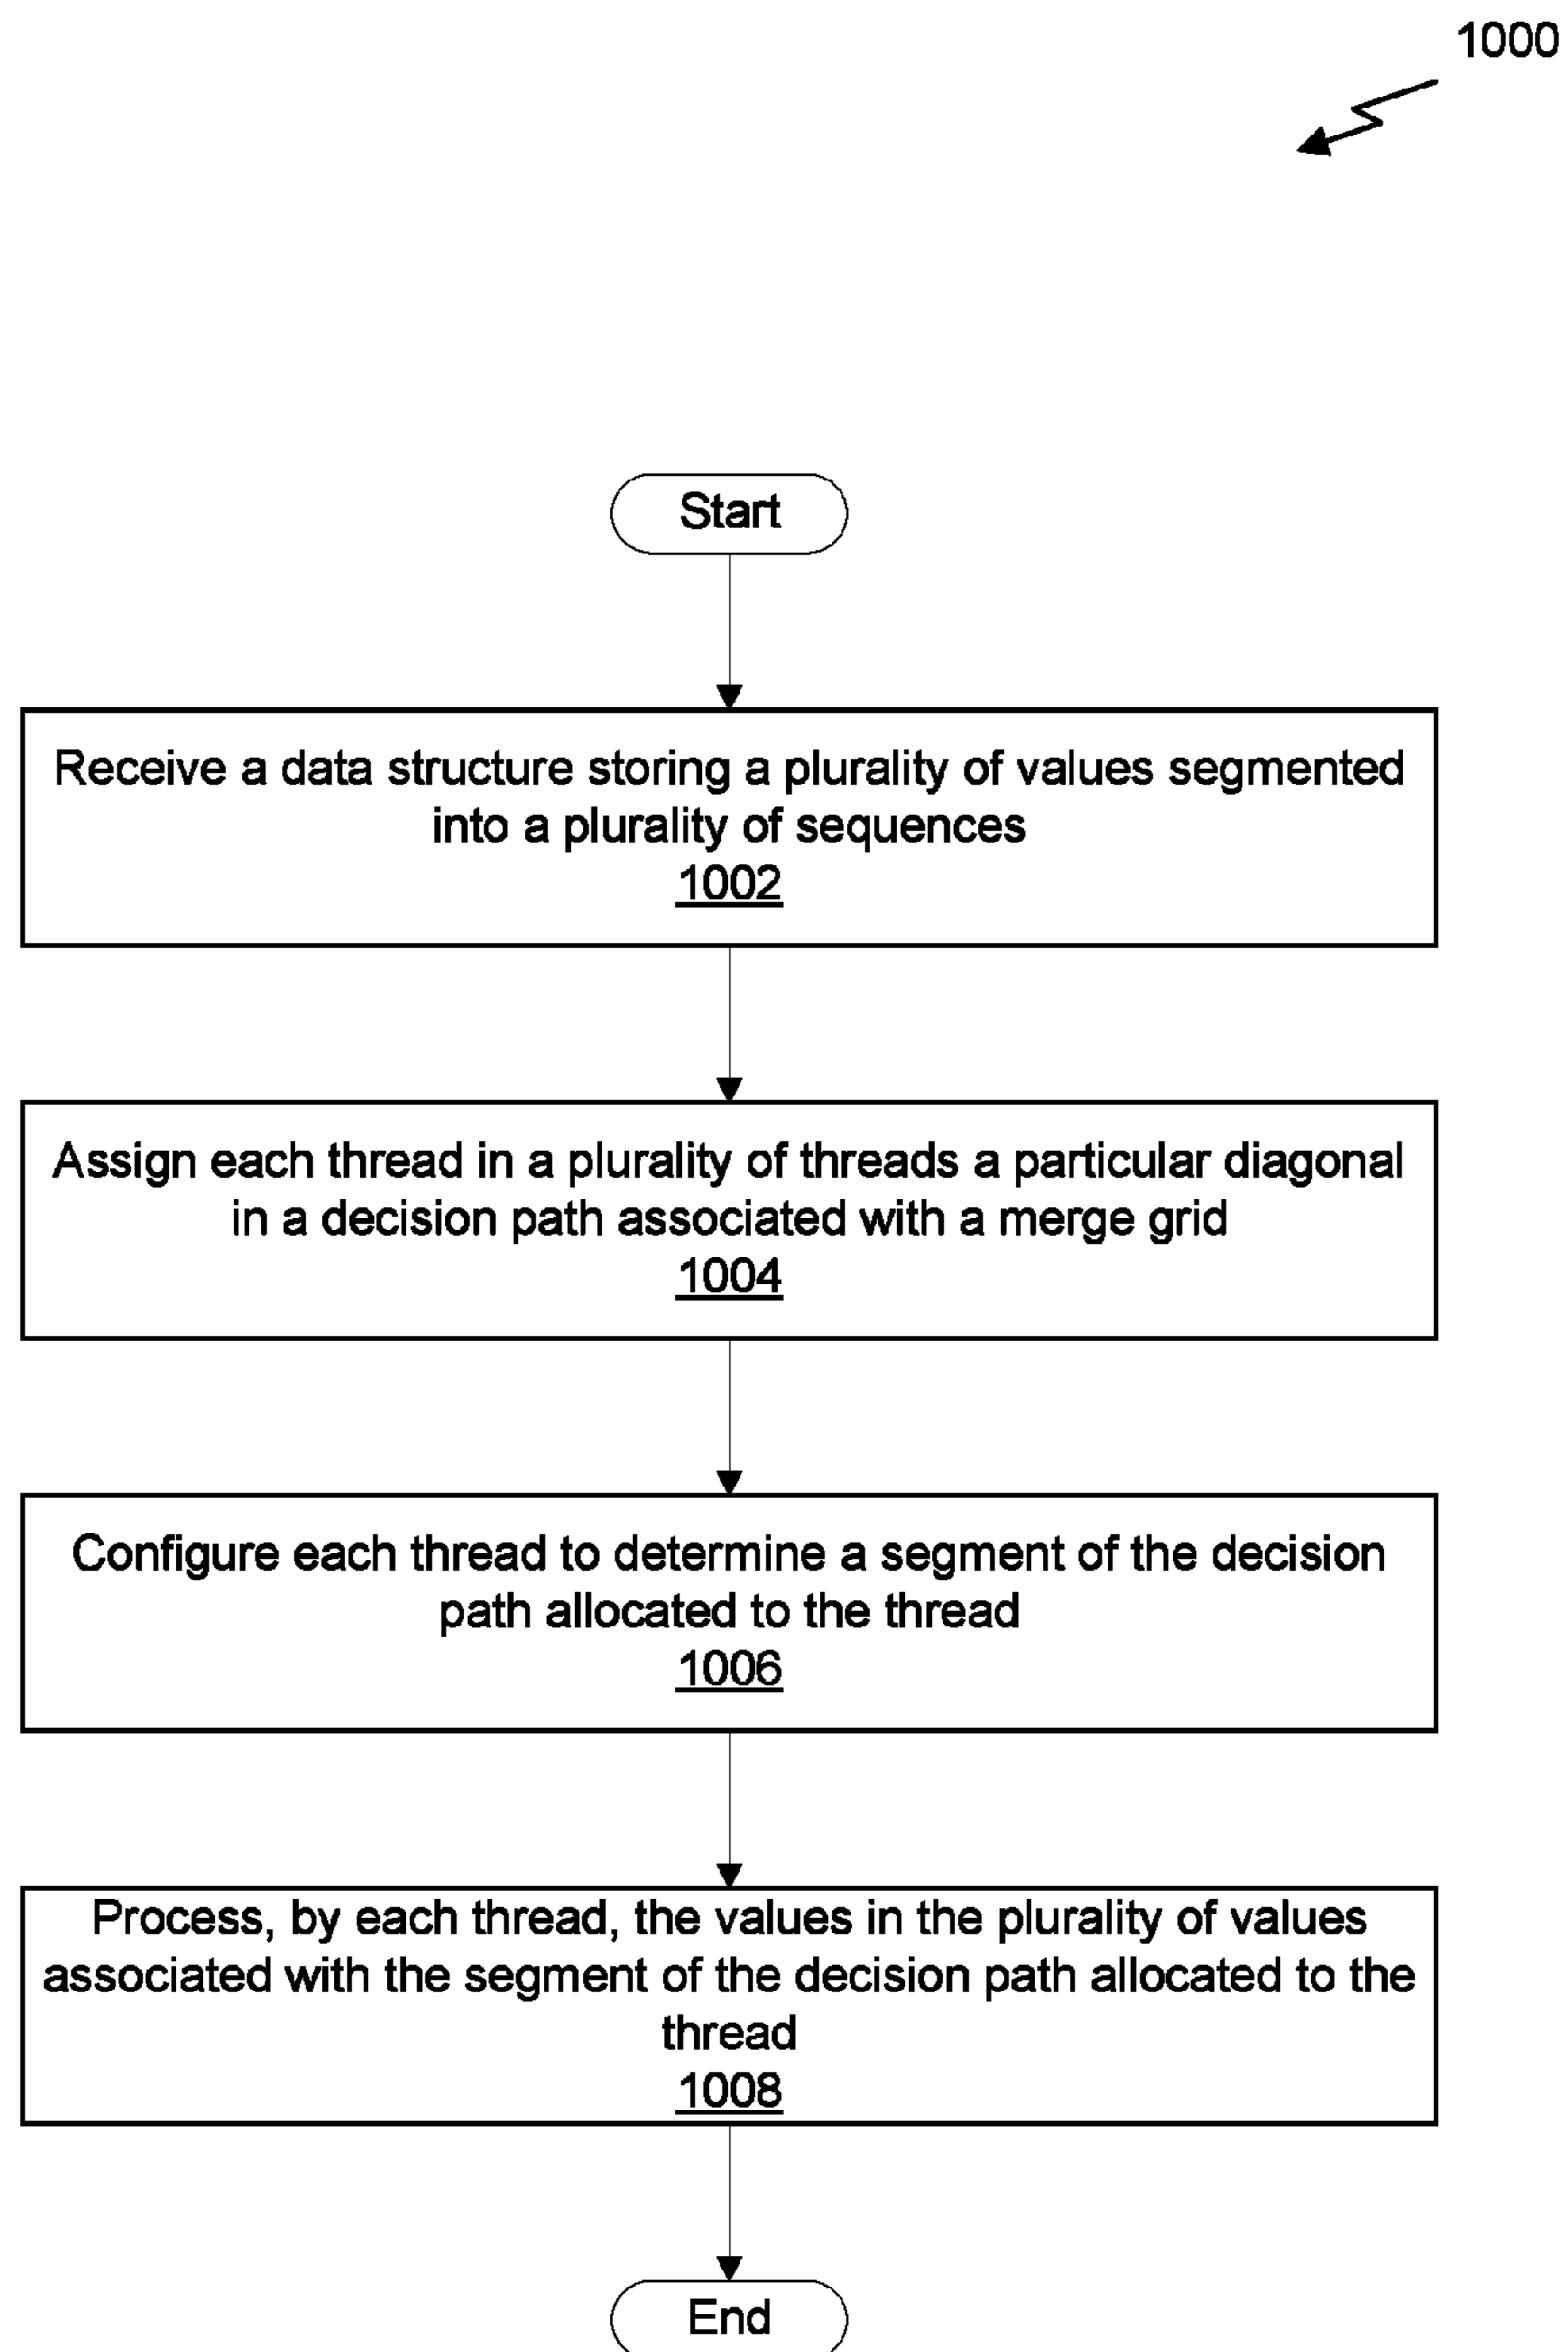 1000
Start
Receive a data structure storing a plurality of values segmented
into a plurality of sequences
1002
Assign each thread in a plurality of threads a particular diagonal
in a decision path associated with a merge grid
1004
Configure each thread to determine a segment of the decision
path allocated to the thread
1006
Process, by each thread, the values in the plurality of values
associated with the segment of the decision path allocated to the
thread
1008
End